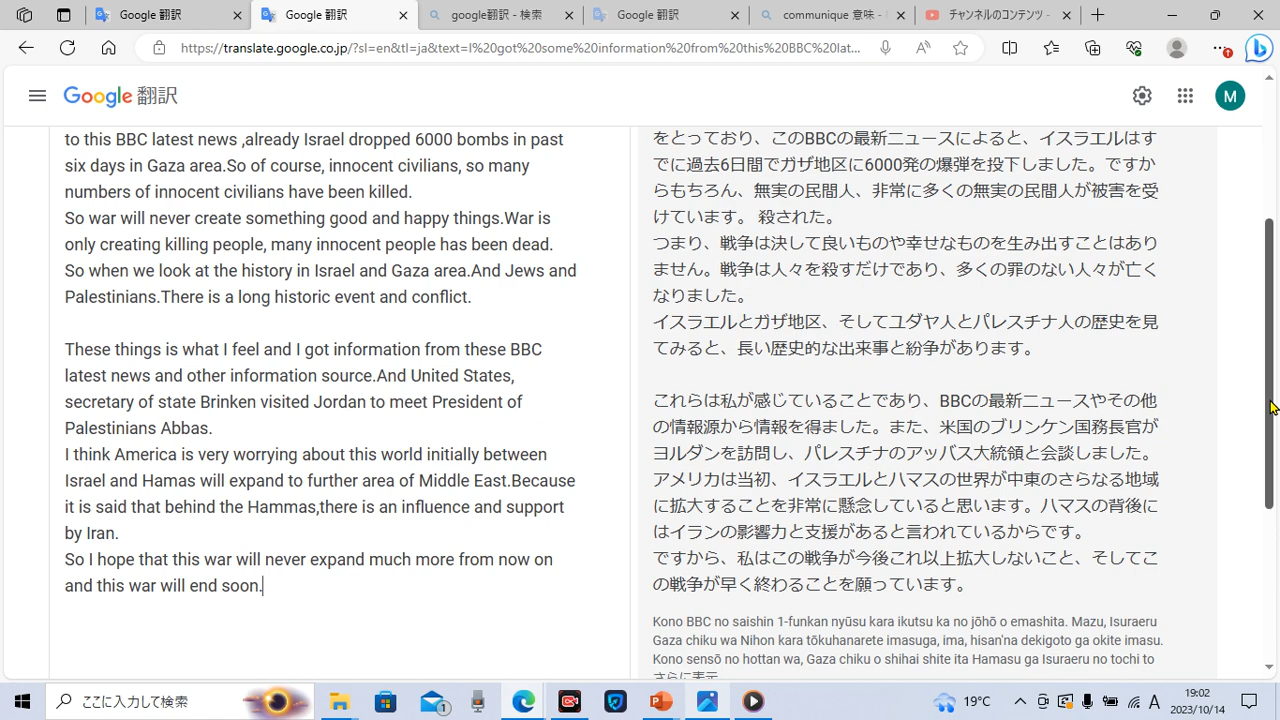 Google 翻訳
Google 翻訳
google翻訳 - 検索
Google 翻訳
communique 意味 -
チャンネルのコンテンツ -
https://translate.google.co.jp/?sl=en&tl=ja&text=I%20got%20some%20information%20from%20this%20BBC%20lat...
Google 翻訳
M
to this BBC latest news ,already Israel dropped 6000 bombs in past
six days in Gaza area.So of course, innocent civilians, so many
numbers of innocent civilians have been killed.
So war will never create something good and happy things.War is
only creating killing people, many innocent people has been dead.
So when we look at the history in Israel and Gaza area.And Jews and
Palestinians.There is a long historic event and conflict.
These things is what I feel and I got information from these BBC
latest news and other information source.And United States,
secretary of state Brinken visited Jordan to meet President of
Palestinians Abbas.
I think America is very worrying about this world initially between
Israel and Hamas will expand to further area of Middle East.Because
it is said that behind the Hammas,there is an influence and support
by Iran.
So I hope that this war will never expand much more from now on
and this war will end soon.
をとっており、このBBCの最新ニュースによると、イスラエルはす
でに過去6日間でガザ地区に6000発の爆弾を投下しました。ですか
らもちろん、無実の民間人、非常に多くの無実の民間人が被害を受
けています。 殺された。
つまり、戦争は決して良いものや幸せなものを生み出すことはあり
ません。戦争は人々を殺すだけであり、多くの罪のない人々が亡く
なりました。
イスラエルとガザ地区、そしてユダヤ人とパレスチナ人の歴史を見
てみると、長い歴史的な出来事と紛争があります。
これらは私が感じていることであり、BBCの最新ニュースやその他
の情報源から情報を得ました。また、米国のブリンケン国務長官が
ヨルダンを訪問し、パレスチナのアッバス大統領と会談しました。
アメリカは当初、イスラエルとハマスの世界が中東のさらなる地域
に拡大することを非常に懸念していると思います。ハマスの背後に
はイランの影響力と支援があると言われているからです。
ですから、私はこの戦争が今後これ以上拡大しないこと、そしてこ
の戦争が早く終わることを願っています。
Kono BBC no saishin 1-funkan nyūsu kara ikutsu ka no jōhō o emashita. Mazu, Isuraeru
Gaza chiku wa Nihon kara tōkuhanarete imasuga, ima, hisan'na dekigoto ga okite imasu.
Kono sensō no hottan wa, Gaza chiku o shihai shite ita Hamasu ga Isuraeru no tochi to
さらに表示
ここに入力して検索
1
19°C
A
19:02
2023/10/14